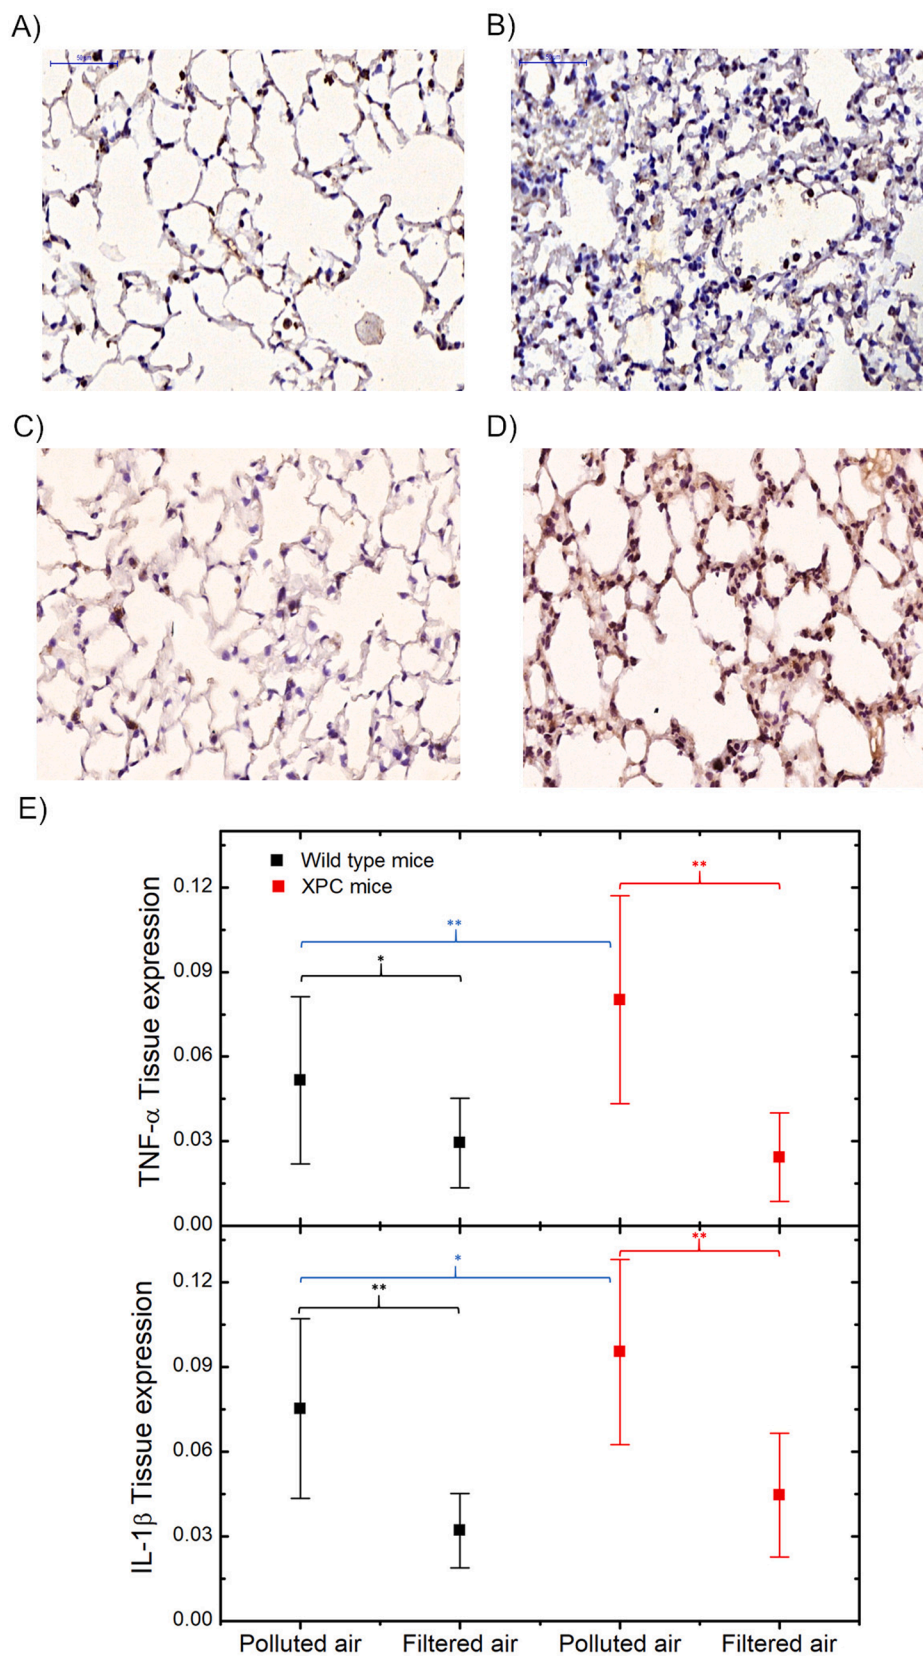 A)
B)
50µm
C)
D)
E)
Wild type mice
XPC mice
**
**
*
0.12
0.09
0.06
0.03
0.00
TNF-α Tissue expression
**
*
**
0.12
0.09
0.06
0.03
0.00
IL-1β Tissue expression
Polluted air Filtered air Polluted air Filtered air